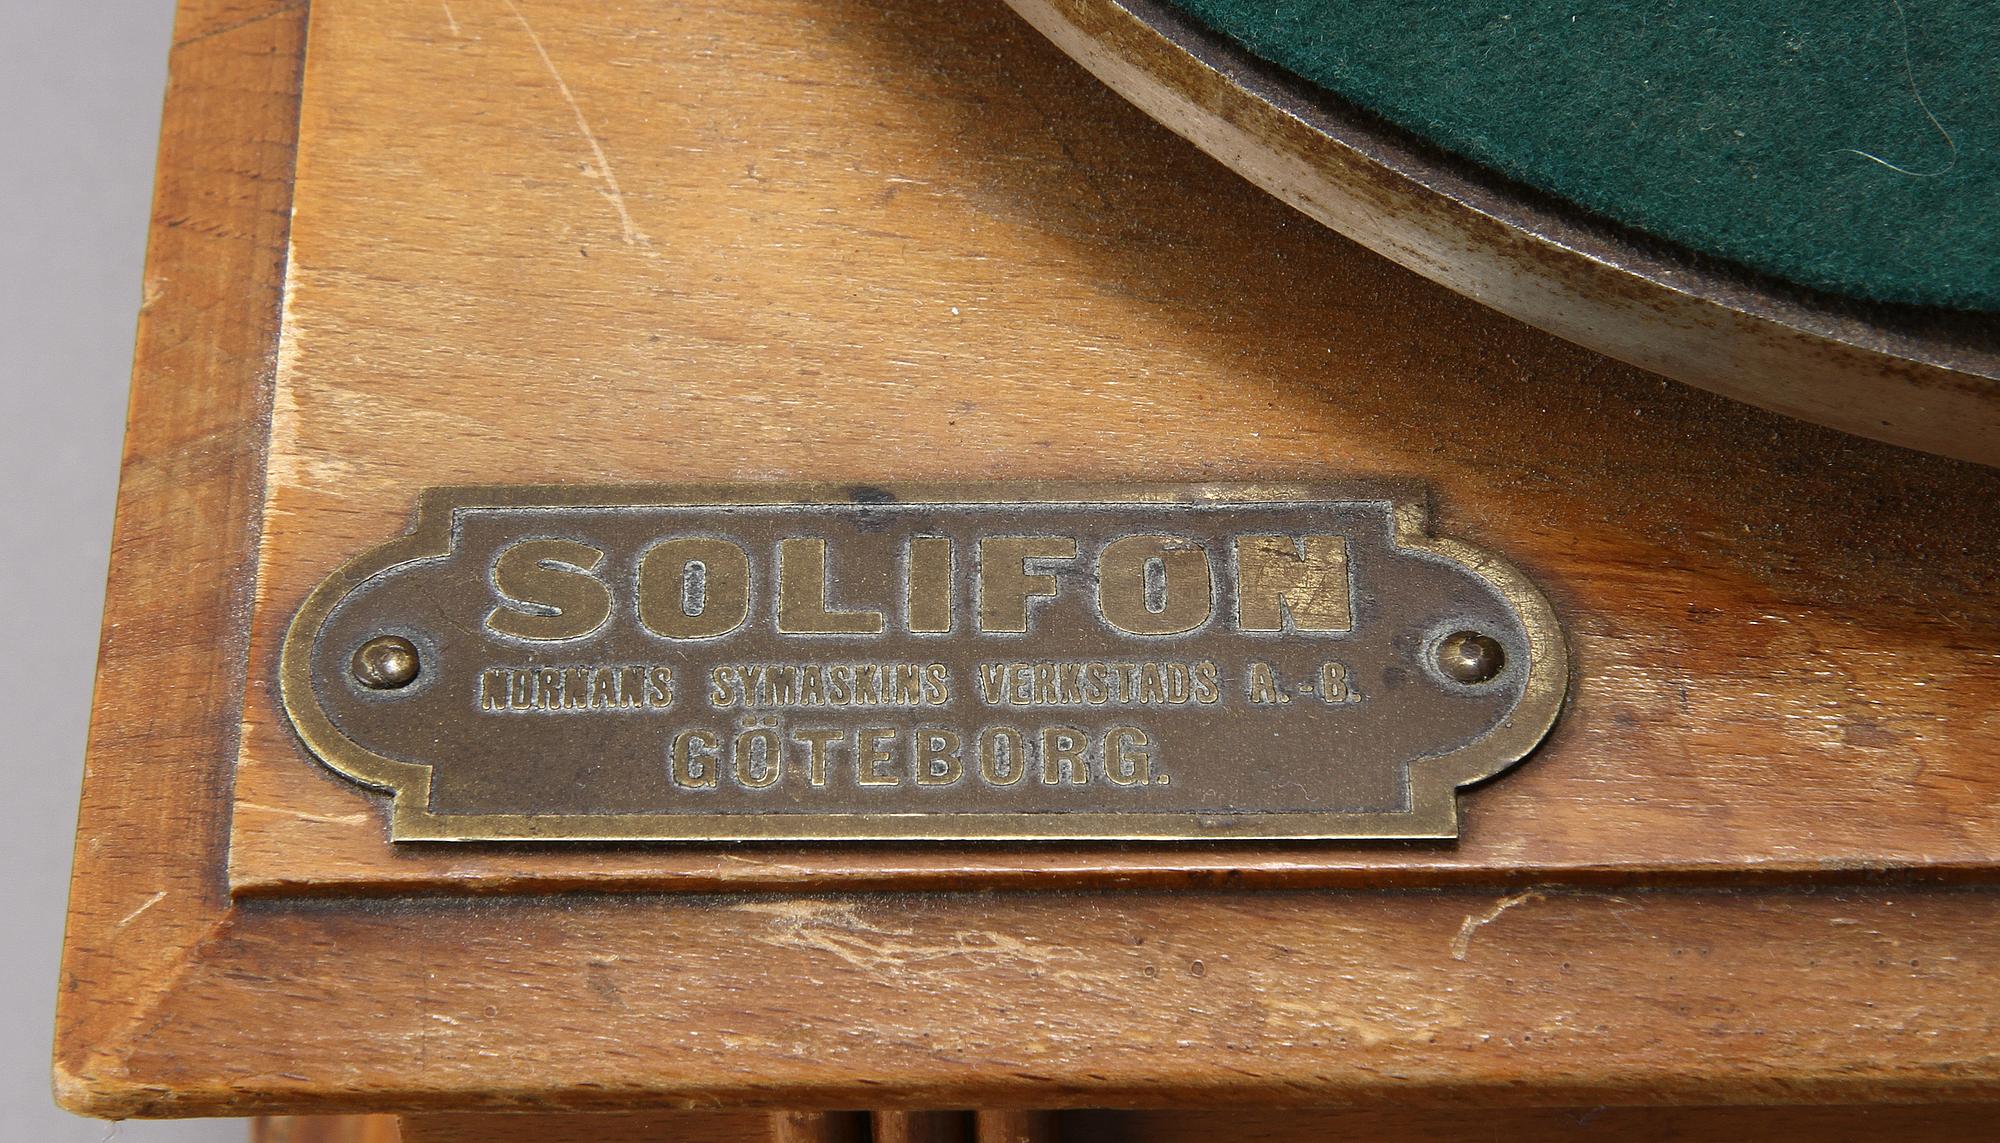 SOLIFON
NORNANS SYMASKINS VERKSTADS A.-B.
GÖTEBORG.